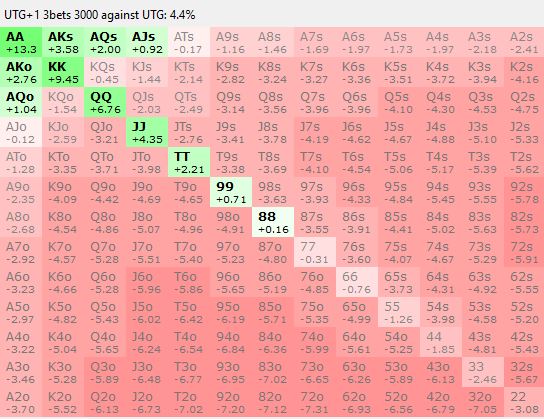 UTG+1 3bets 3000 against UTG: 4.4%
AA AKs AQs AJs ATs A9s A8s A7s A6s A5s A4s A3s A2s
+13.3 +3.58 +2.00 +0.92 -0.17 -1.16 -1.46 -1.69 -1.97 -1.73 -1.97 -2.18 -2.41
AKo KK KQs KJs KTs K9s K8s K7s K6s K5s K4s K3s K2s
+2.76 +9.45 -0.45 -1.44 -2.14 -2.82 -3.24 -3.27 -3.36 -3.51 -3.72 -3.94 -4.16
AQo KQo QQ QJs QTs Q9s Q8s Q7s Q6s Q5s Q4s Q3s Q2s
+1.04 -1.54 +6.76 -2.03 -2.49 -3.14 -3.56 -3.96 -3.96 -4.10 -4.30 -4.53 -4.75
AJo KJo QJo JJ JTs J9s J8s J7s J6s J5s J4s J3s J2s
-0.12 -2.59 -3.21 +4.35 -2.76 -3.41 -3.78 -4.19 -4.62 -4.67 -4.88 -5.10 -5.33
ATo KTo QTo JTo TT T9s T8s T7s T6s T5s T4s T3s T2s
-1.28 -3.35 -3.71 -3.98 +2.21 -3.38 -3.69 -4.10 -4.54 -5.06 -5.17 -5.39 -5.62
A9o K9o Q9o J9o T9o 99 98s 97s 96s 95s 94s 93s 92s
-2.35 -4.09 -4.42 -4.69 -4.65 +0.71 -3.63 -3.93 -4.33 -4.84 -5.45 -5.55 -5.78
A8o K8o Q8o J8o T8o 98o 88 87s 86s 85s 84s 83s 82s
-2.68 -4.54 -4.86 -5.07 -4.96 -4.91 +0.16 -3.55 -3.91 -4.41 -5.02 -5.63 -5.73
A7o K7o Q7o J7o T7o 97o 87o 77 76s 75s 74s 73s 72s
-2.92 -4.57 -5.28 -5.51 -5.40 -5.23 -4.80 -0.31 -3.60 -4.07 -4.67 -5.29 -5.91
A6o K6o Q6o J6o T6o 96o 86o 76o 66 65s 64s 63s 62s
-3.23 -4.66 -5.28 -5.96 -5.86 -5.65 -5.19 -4.85 -0.76 -3.73 -4.31 -4.92 -5.55
A5o K5o Q5o J5o T5o 95o 85o 75o 65o 55 54s 53s 52s
-2.97 -4.82 -5.43 -6.02 -6.42 -6.19 -5.71 -5.35 -4.99 -1.26 -3.98 -4.58 -5.20
A4o K4o Q4o J4o T4o 94o 84o 74o 64o 54o 44 43s 42s
-3.22 -5.04 -5.65 -6.24 -6.54 -6.84 -6.36 -5.99 -5.61 -5.25 -1.85 -4.81 -5.43
A3o K3o Q3o J3o T3o 93o 83o 73o 63o 53o 43o 33 32s
-3.46 -5.28 -5.89 -6.48 -6.77 -6.95 -7.02 -6.65 -6.26 -5.89 -6.13 -2.46 -5.67
A2o K2o Q2o J2o T2o 92o 82o 72o 62o 52o 42o 32o 22
-3.70 -5.52 -6.13 -6.73 -7.02 -7.20 -7.12 -7.31 -6.93 -6.56 -6.79 -7.05 -3.08